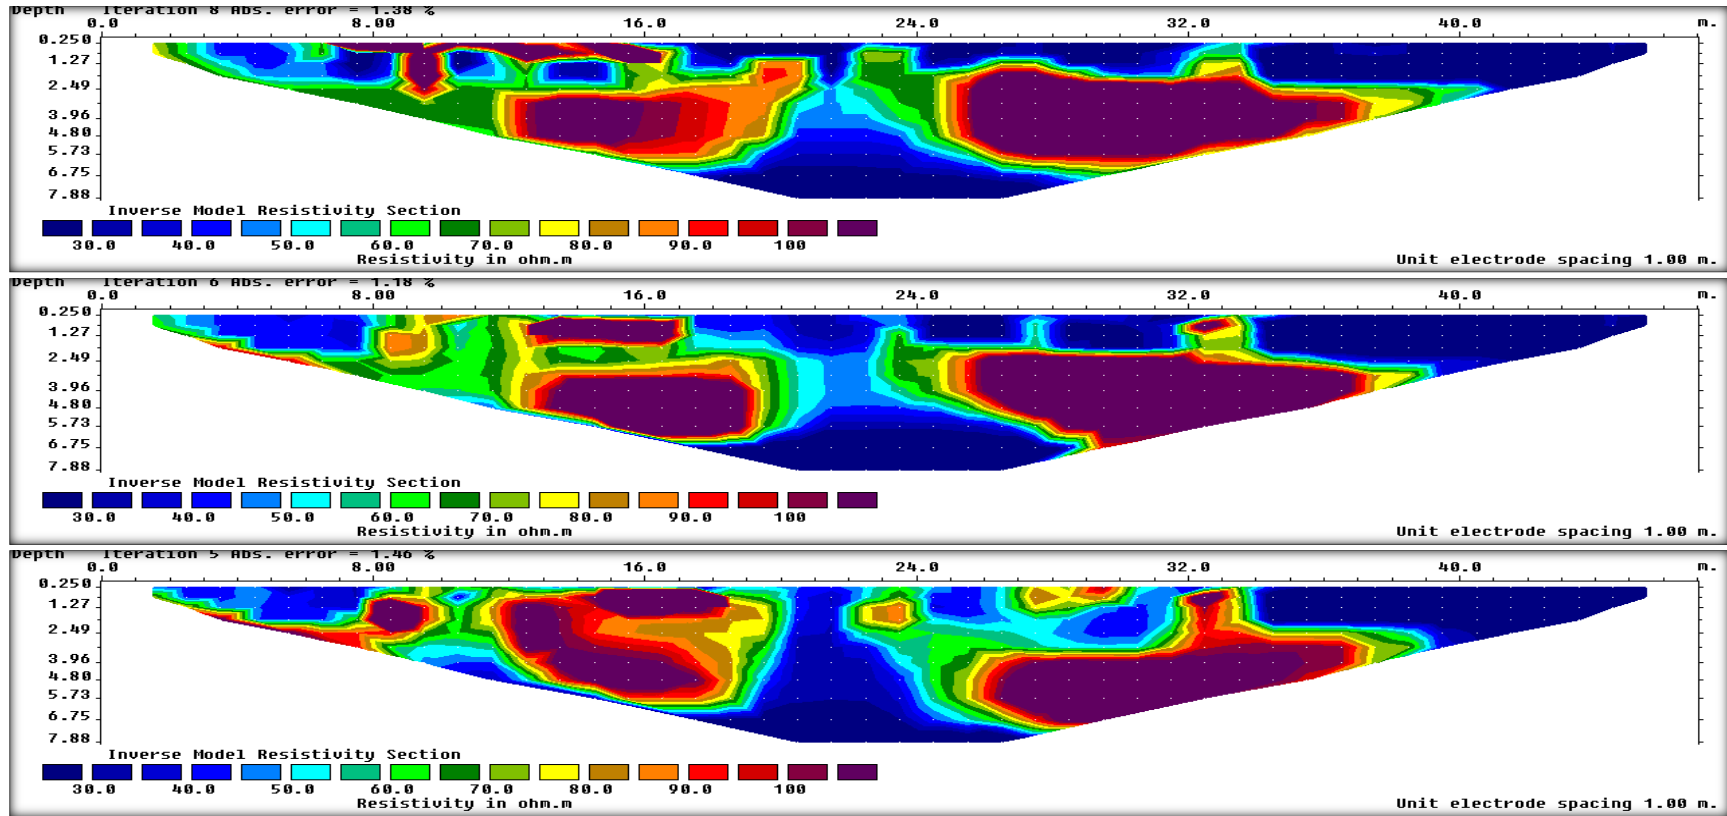 Depth Iteration 8 Abs. error = 1.38 %
0.0 8.00 16.0 24.0 32.0 40.0 m.
0.250
1.27
2.49
3.96
4.80
5.73
6.75
7.88
Inverse Model Resistivity Section
30.0 40.0 50.0 60.0 70.0 80.0 90.0 100
Resistivity in ohm.m Unit electrode spacing 1.00 m.
Depth Iteration 6 Abs. error = 1.18 %
0.0 8.00 16.0 24.0 32.0 40.0 m.
0.250
1.27
2.49
3.96
4.80
5.73
6.75
7.88
Inverse Model Resistivity Section
30.0 40.0 50.0 60.0 70.0 80.0 90.0 100
Resistivity in ohm.m Unit electrode spacing 1.00 m.
Depth Iteration 5 Abs. error = 1.46 %
0.0 8.00 16.0 24.0 32.0 40.0 m.
0.250
1.27
2.49
3.96
4.80
5.73
6.75
7.88
Inverse Model Resistivity Section
30.0 40.0 50.0 60.0 70.0 80.0 90.0 100
Resistivity in ohm.m Unit electrode spacing 1.00 m.